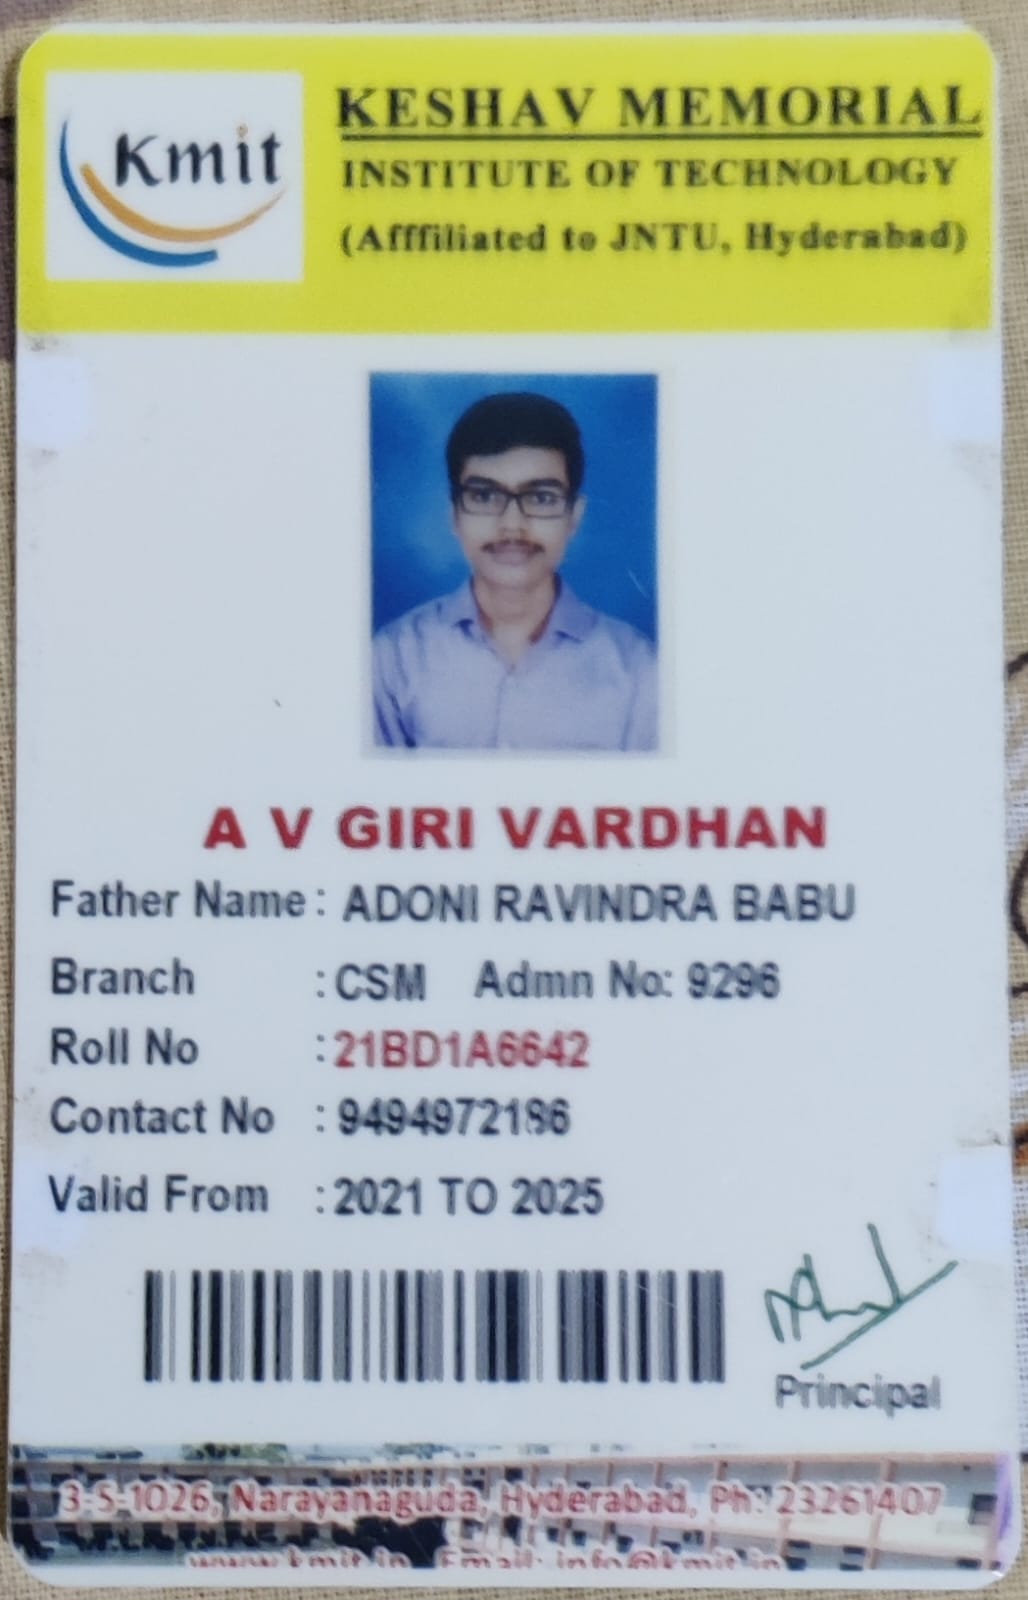 Kmit
KESHAV MEMORIAL
INSTITUTE OF TECHNOLOGY
(Afffiliated to JNTU, Hyderabad)
A V GIRI VARDHAN
Father Name : ADONI RAVINDRA BABU
Branch : CSM Admn No: 9296
Roll No : 21BD1A6642
Contact No : 9494972186
Valid From : 2021 TO 2025
Principal
3-5-1026, Narayanaguda, Hyderabad, Ph: 23261407
www.kmit.in Email: info@kmit.in